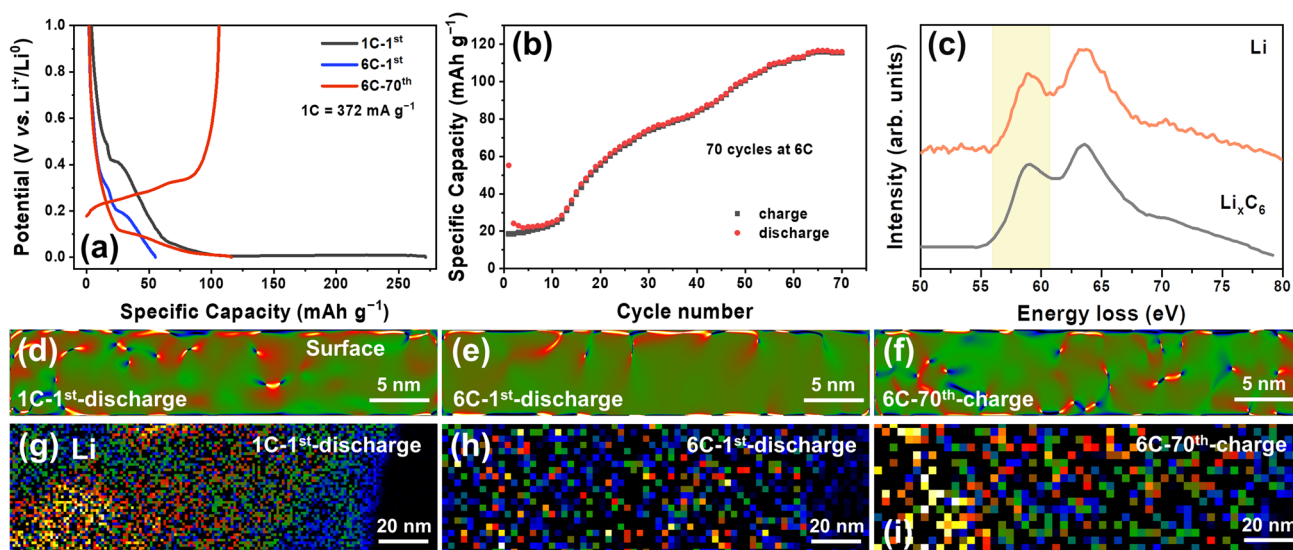 (a)
1.0
0.8
0.6
0.4
0.2
0.0
0
50
100
150
200
250
Potential (V vs. Li⁺/Li⁰)
Specific Capacity (mAh g⁻¹)
1C-1ˢᵗ
6C-1ˢᵗ
6C-70ᵗʰ
1C = 372 mA g⁻¹
(b)
120
100
80
60
40
20
0
0
10
20
30
40
50
60
70
Specific Capacity (mAh g⁻¹)
Cycle number
70 cycles at 6C
charge
discharge
(c)
Li
LiₓC₆
50
55
60
65
70
75
80
Intensity (arb. units)
Energy loss (eV)
(d)
Surface
1C-1ˢᵗ-discharge
5 nm
(e)
6C-1ˢᵗ-discharge
5 nm
(f)
6C-70ᵗʰ-charge
5 nm
(g) Li
1C-1ˢᵗ-discharge
20 nm
(h)
6C-1ˢᵗ-discharge
20 nm
6C-70ᵗʰ-charge
(i)
20 nm